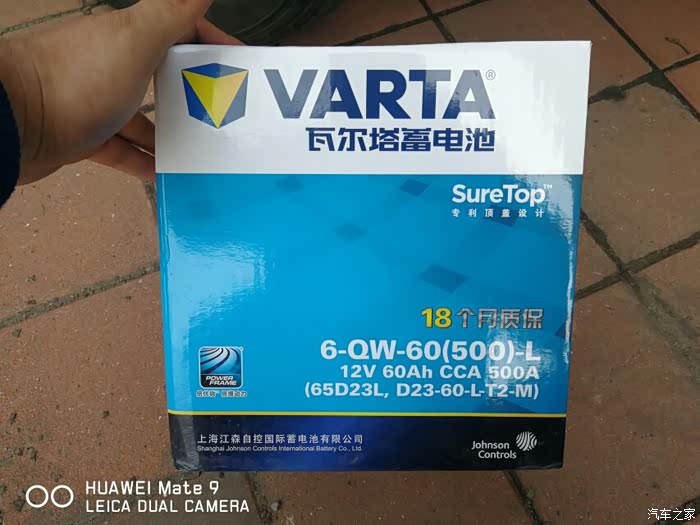 VARTA®
瓦尔塔蓄电池
SureTop™
专利顶盖设计
18个月质保
6-QW-60(500)-L
12V 60Ah CCA 500A
(65D23L, D23-60-L-T2-M)
POWER
FRAME
上海江森自控国际蓄电池有限公司
Shanghai Johnson Controls International Battery Co., Ltd.
Johnson
Controls
HUAWEI Mate 9
LEICA DUAL CAMERA
汽车之家